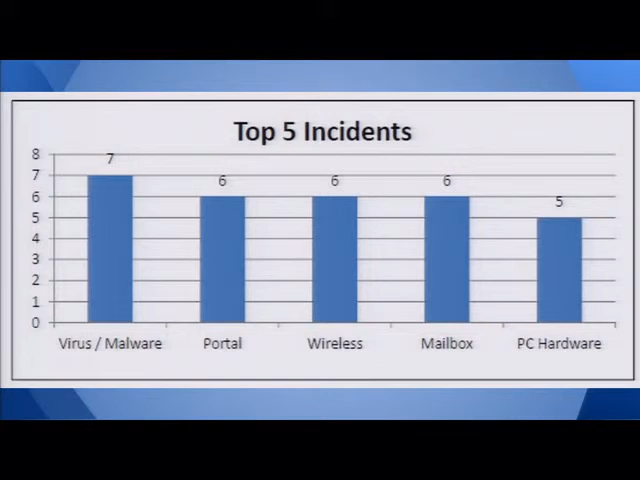 Top 5 Incidents
8
7
6
5
4
3
2
1
0
7
6
6
6
5
Virus / Malware
Portal
Wireless
Mailbox
PC Hardware